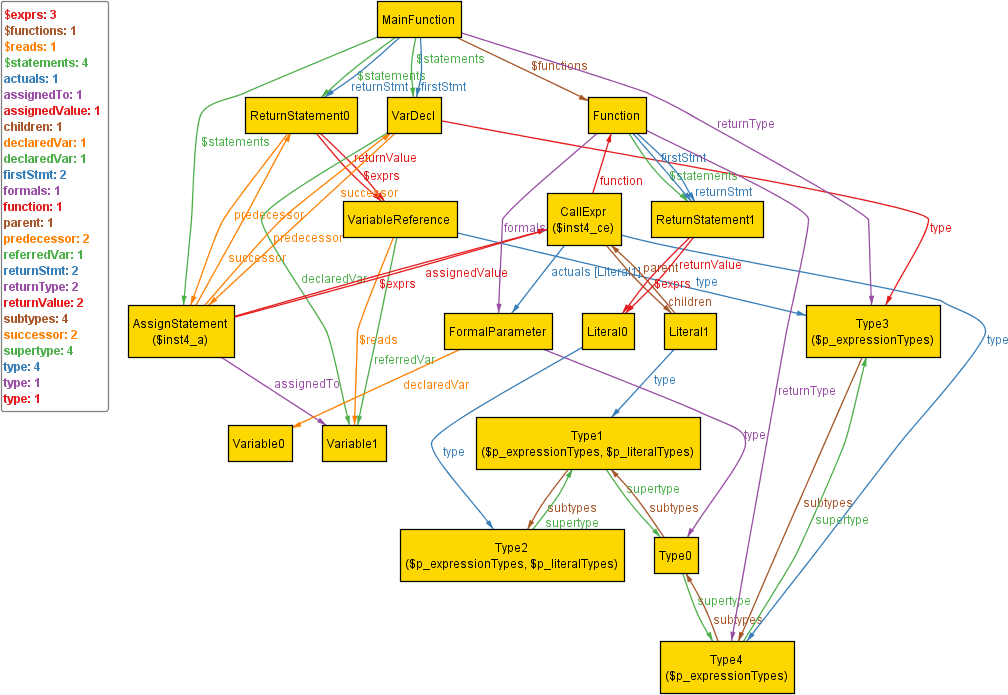 $exprs: 3
$functions: 1
$reads: 1
$statements: 4
actuals: 1
assignedTo: 1
assignedValue: 1
children: 1
declaredVar: 1
declaredVar: 1
firstStmt: 2
formals: 1
function: 1
parent: 1
predecessor: 2
referredVar: 1
returnStmt: 2
returnType: 2
returnValue: 2
subtypes: 4
successor: 2
supertype: 4
type: 4
type: 1
type: 1
MainFunction
$statements
$functions
$statements
returnStmt
firstStmt
returnType
ReturnStatement0
VarDecl
Function
$statements
returnValue
$exprs
firstStmt
$statements
returnStmt
function
successor
predecessor
VariableReference
CallExpr
($inst4_ce)
ReturnStatement1
formals
type
predecessor
successor
declaredVar
assignedValue
$exprs
actuals [Literal1]
parent
returnValue
$exprs
type
children
AssignStatement
($inst4_a)
FormalParameter
Literal0
Literal1
Type3
($p_expressionTypes)
type
$reads
referredVar
assignedTo
declaredVar
type
returnType
Variable0
Variable1
Type1
($p_expressionTypes, $p_literalTypes)
type
type
supertype
subtypes
subtypes
supertype
subtypes
supertype
Type2
($p_expressionTypes, $p_literalTypes)
Type0
supertype
subtypes
Type4
($p_expressionTypes)